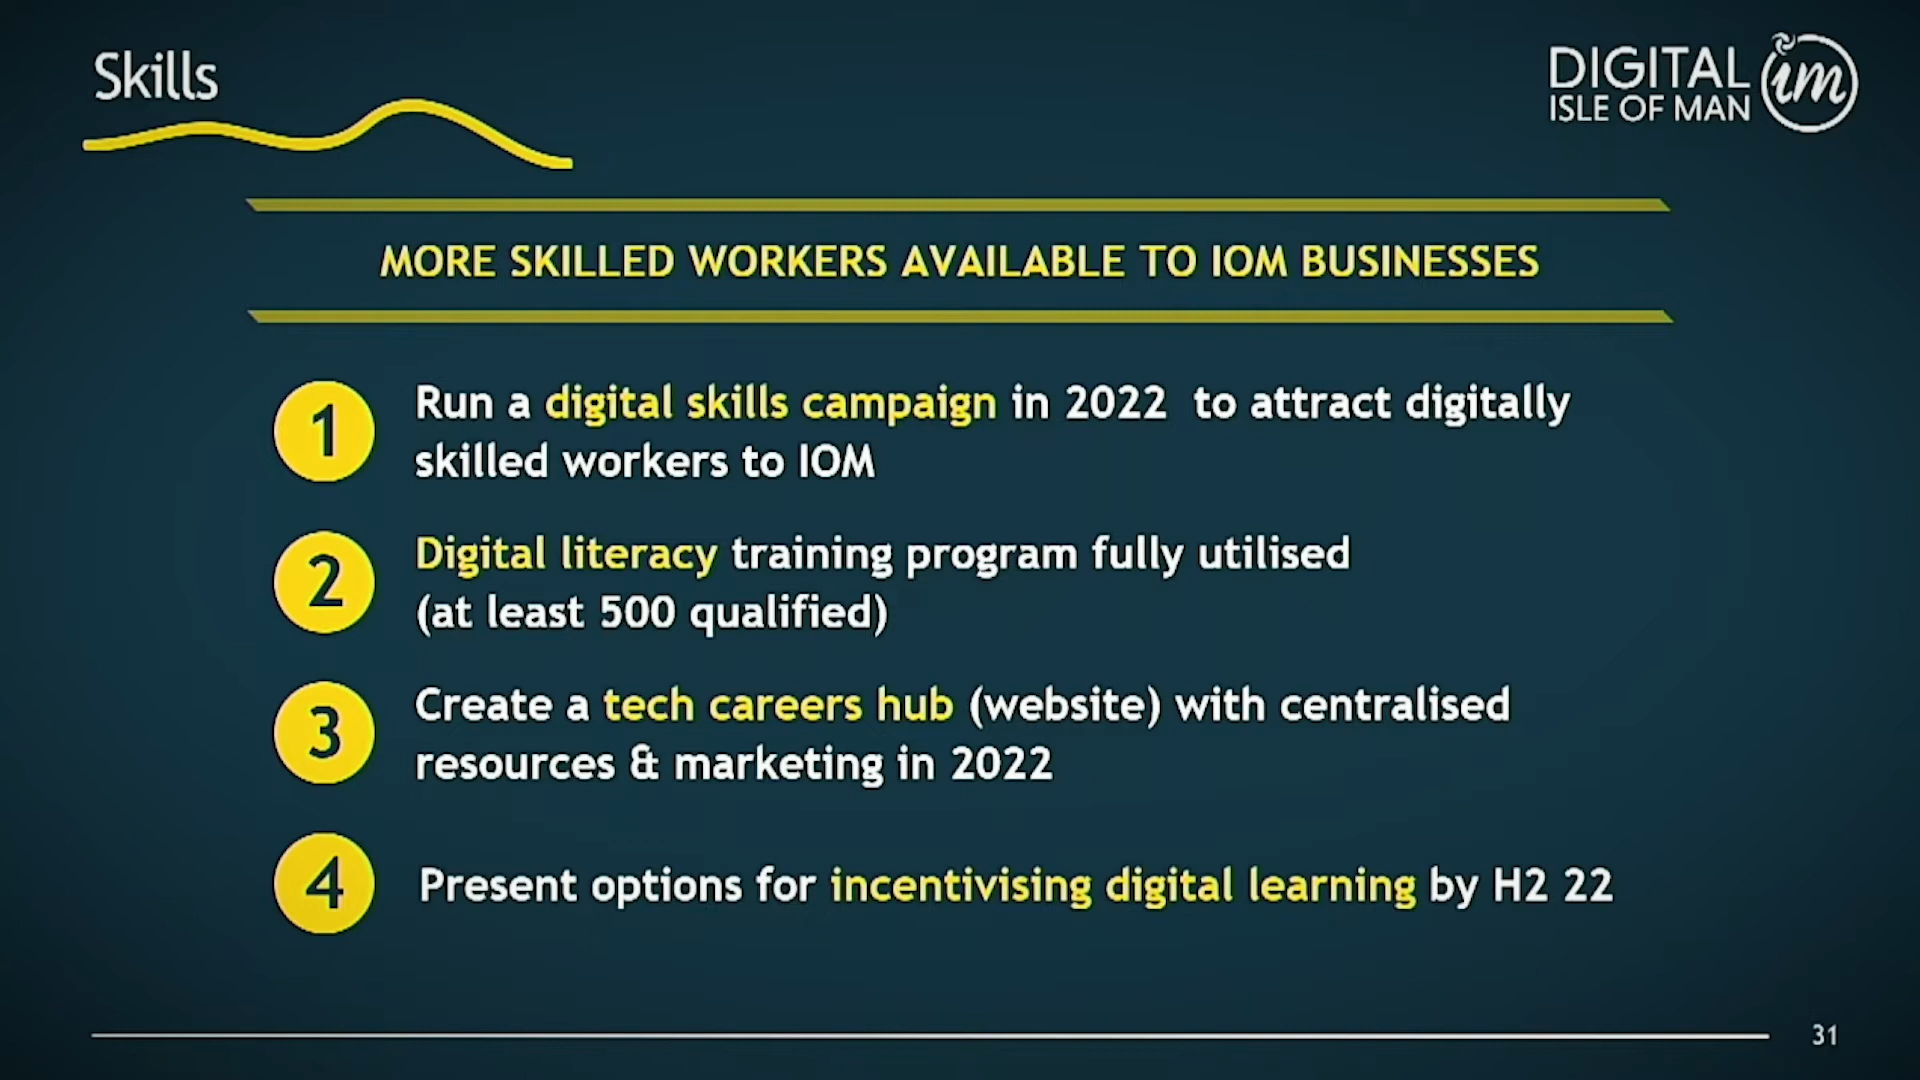 Skills
DIGITAL
ISLE OF MAN
im
MORE SKILLED WORKERS AVAILABLE TO IOM BUSINESSES
1
Run a digital skills campaign in 2022 to attract digitally
skilled workers to IOM
2
Digital literacy training program fully utilised
(at least 500 qualified)
3
Create a tech careers hub (website) with centralised
resources & marketing in 2022
4
Present options for incentivising digital learning by H2 22
31